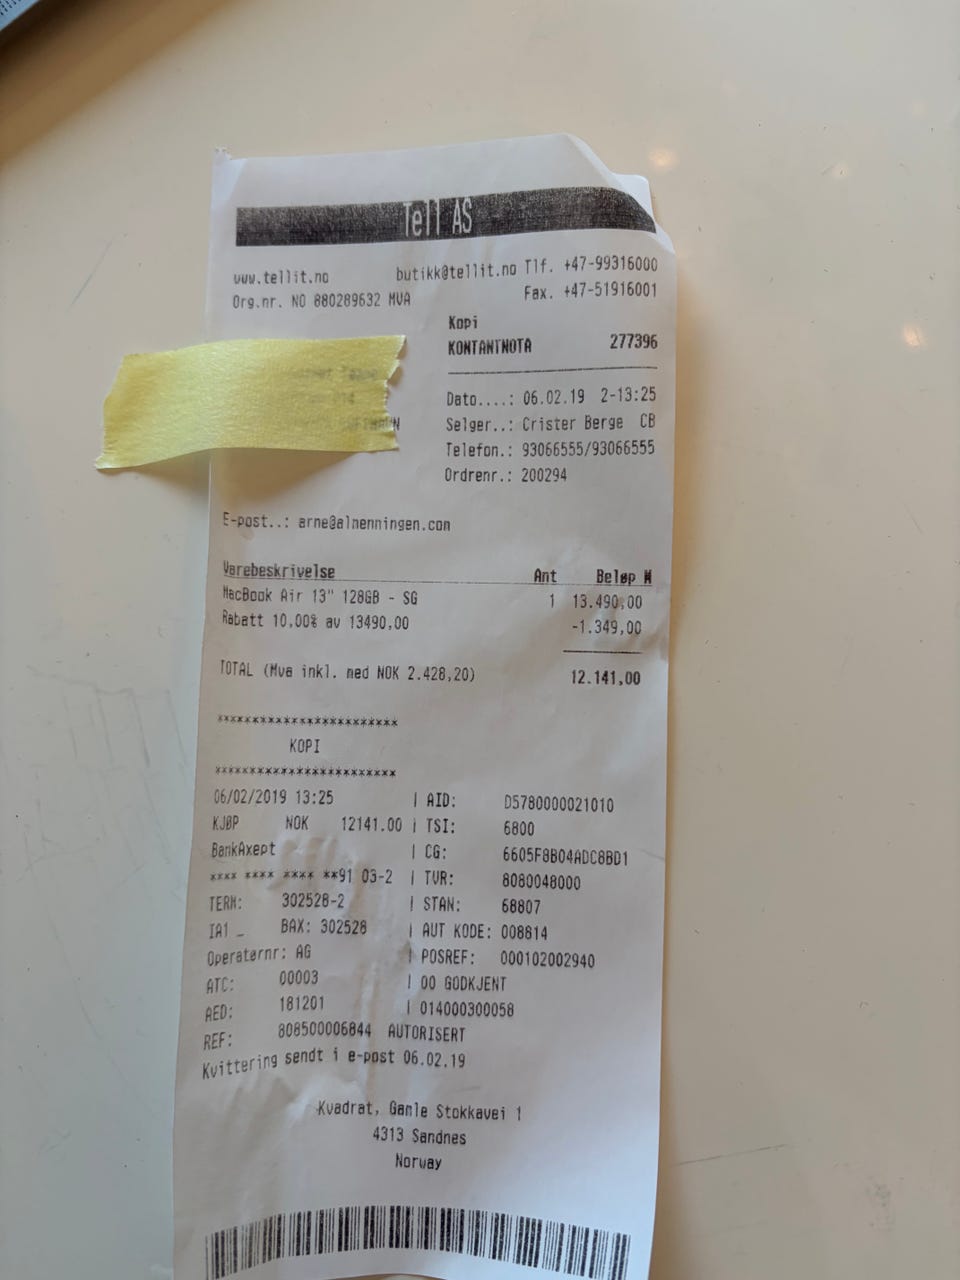 Tell AS
www.tellit.no butikk@tellit.no Tlf. +47-99316000
Org.nr. NO 880289632 MVA Fax. +47-51916001
Kopi
KONTANTNOTA 277396
Dato....: 06.02.19 2-13:25
Selger..: Crister Berge CB
Telefon.: 93066555/93066555
Ordrenr.: 200294
E-post..: arne@almenningen.com
Varebeskrivelse Ant Beløp M
MacBook Air 13" 128GB - SG 1 13.490,00
Rabatt 10,00% av 13490,00 -1.349,00
TOTAL (Mva inkl. med NOK 2.428,20) 12.141,00
************************
KOPI
************************
06/02/2019 13:25 | AID: D5780000021010
KJØP NOK 12141.00 | TSI: 6800
BankAxept | CG: 6605F8B04ADC8BD1
**** **** **** **91 03-2 | TVR: 8080048000
TERM: 302528-2 | STAN: 68807
IA1 _ BAX: 302528 | AUT KODE: 008814
Operatørnr: AG | POSREF: 000102002940
ATC: 00003 | 00 GODKJENT
AED: 181201 | 014000300058
REF: 808500006844 AUTORISERT
Kvittering sendt i e-post 06.02.19
Kvadrat, Gamle Stokkavei 1
4313 Sandnes
Norway